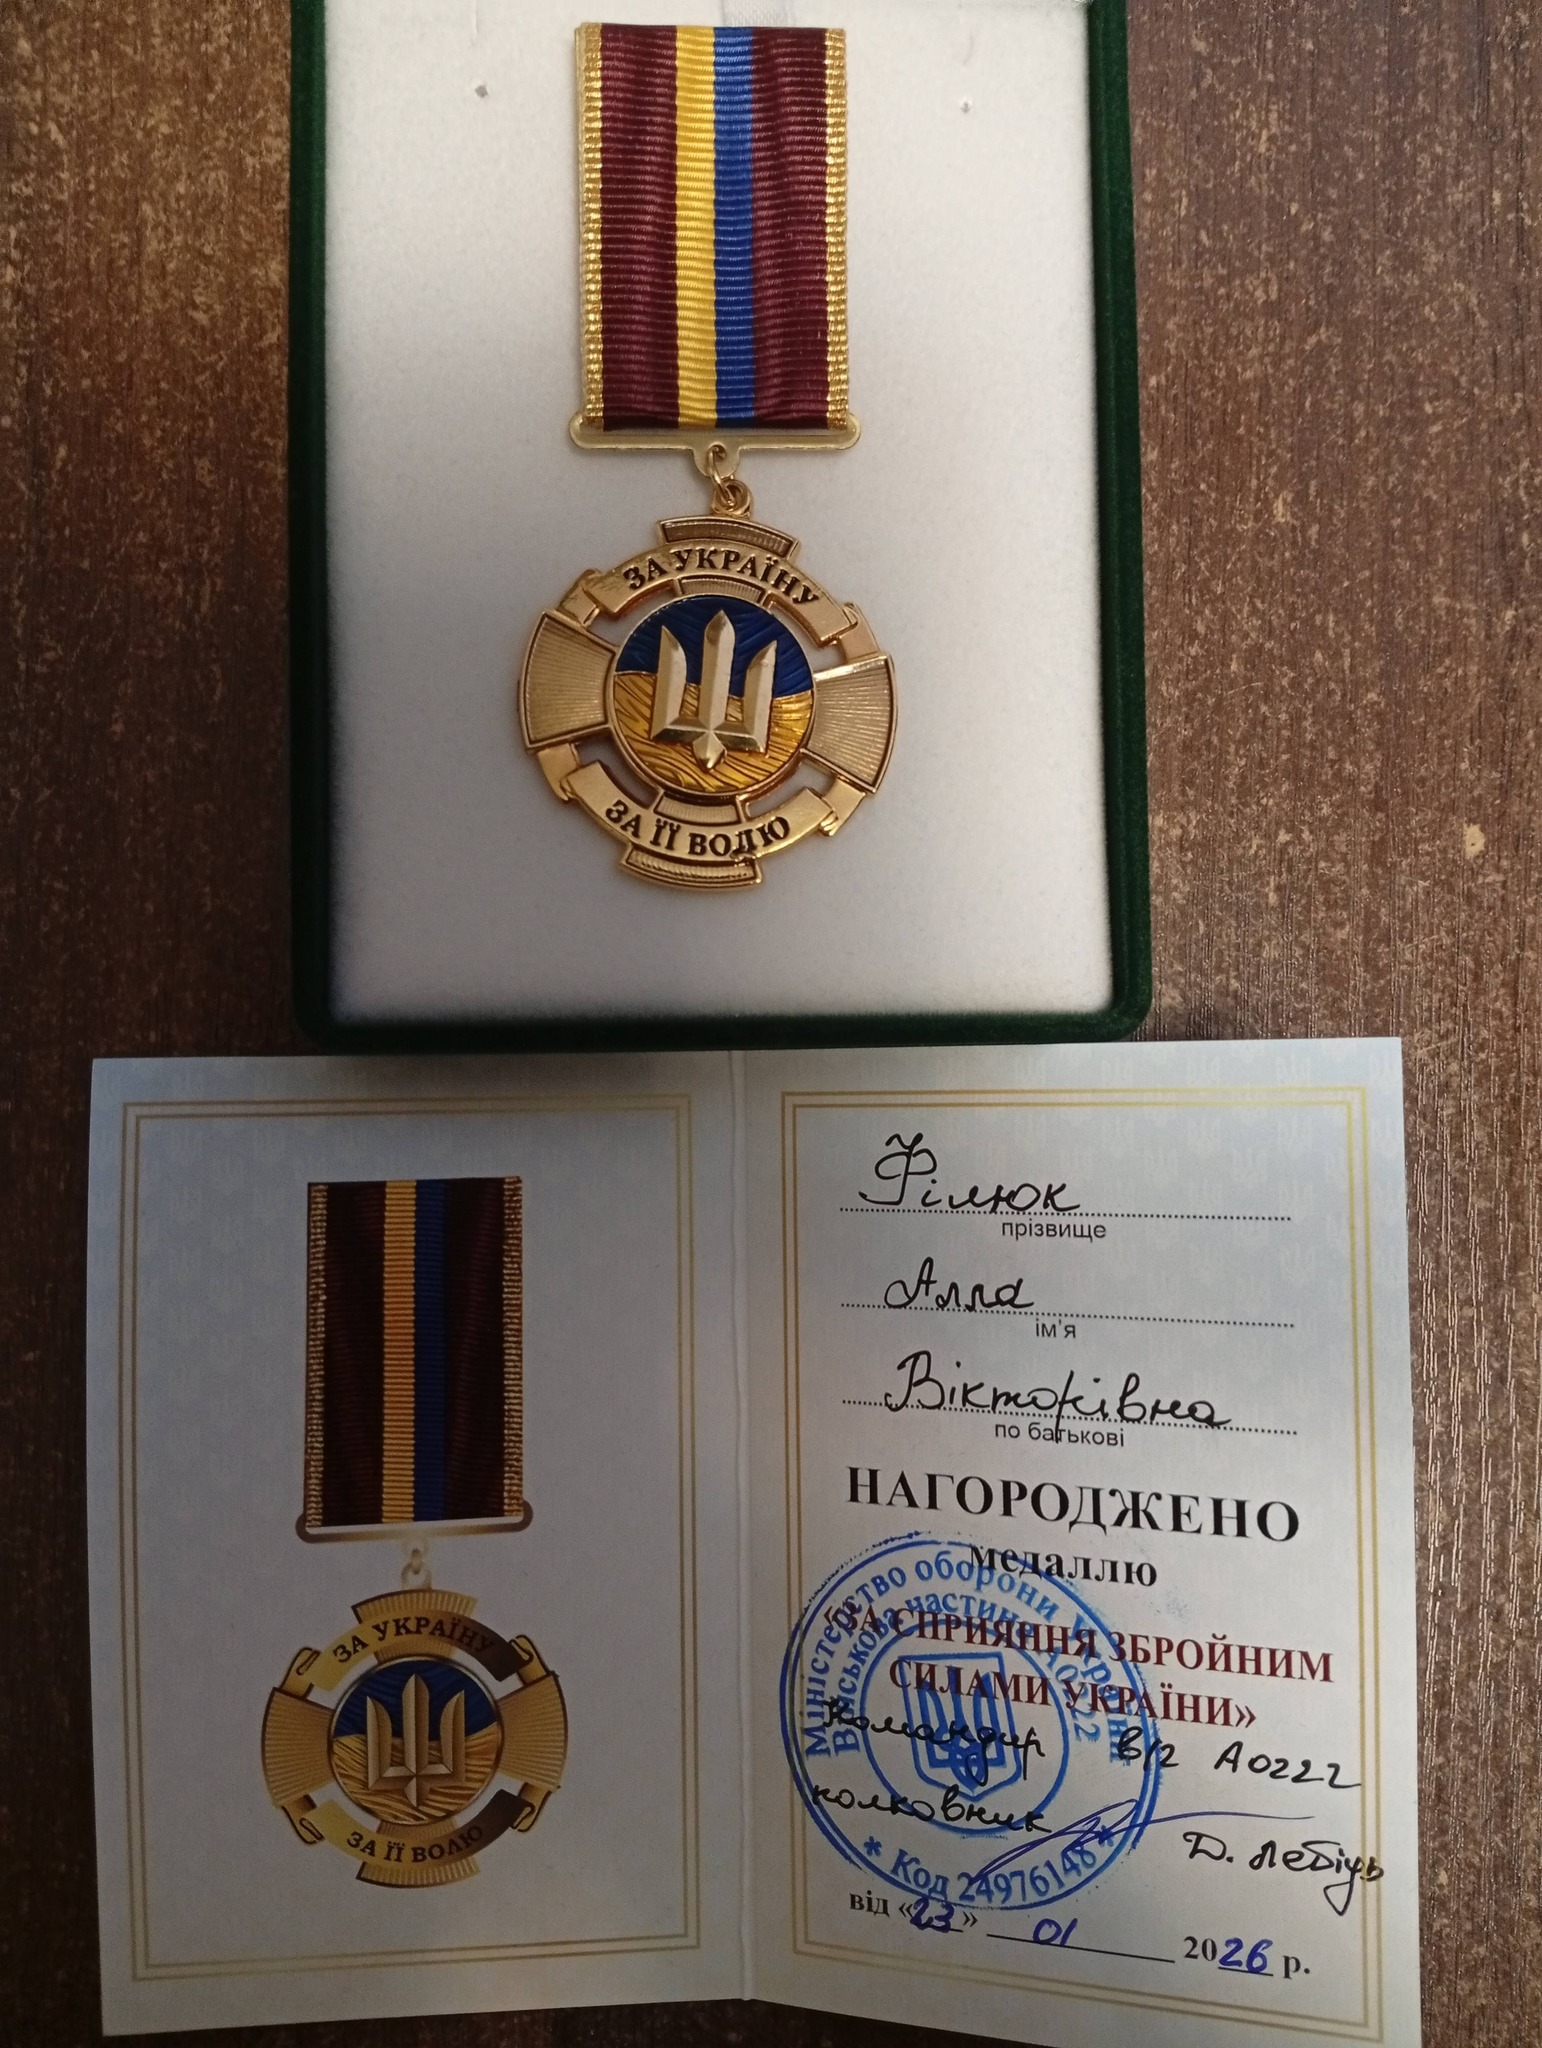 ЗА УКРАЇНУ
ЗА ЇЇ ВОЛЮ
ЗА УКРАЇНУ
ЗА ЇЇ ВОЛЮ
Філюк
прізвище
Алла
ім'я
Вікторівна
по батькові
НАГОРОДЖЕНО
медаллю
"ЗА СПРИЯННЯ ЗБРОЙНИМ
СИЛАМИ УКРАЇНИ»
Командир в/ч А0222
полковник
Д. Лебідь
Міністерство оборони України
Військова частина А0222
* Код 24976148 *
від «23» 01 2026 р.